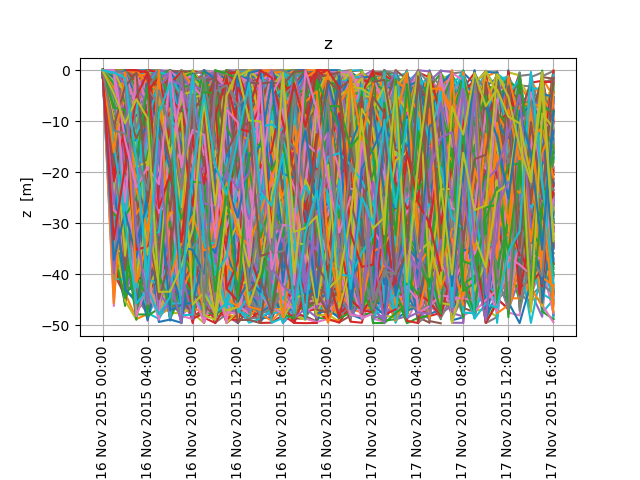 z
0
−10
−20
−30
−40
−50
z [m]
16 Nov 2015 00:00
16 Nov 2015 04:00
16 Nov 2015 08:00
16 Nov 2015 12:00
16 Nov 2015 16:00
16 Nov 2015 20:00
17 Nov 2015 00:00
17 Nov 2015 04:00
17 Nov 2015 08:00
17 Nov 2015 12:00
17 Nov 2015 16:00